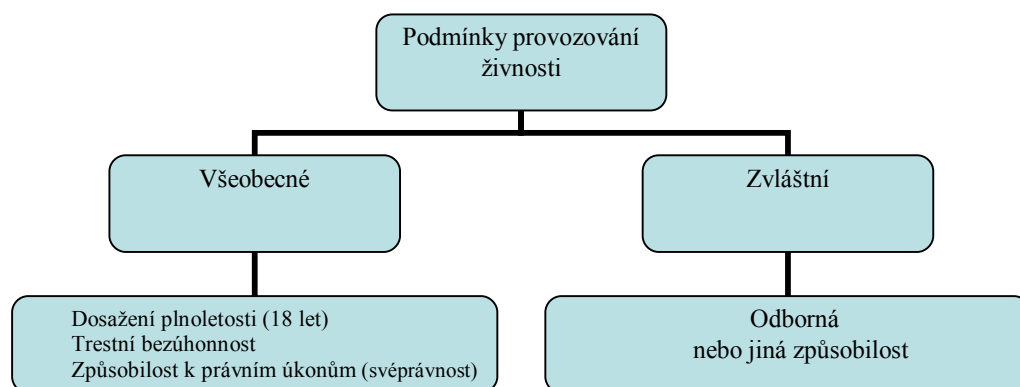 Podmínky provozování
živnosti
Všeobecné
Zvláštní
Dosažení plnoletosti (18 let)
Trestní bezúhonnost
Způsobilost k právním úkonům (svéprávnost)
Odborná
nebo jiná způsobilost